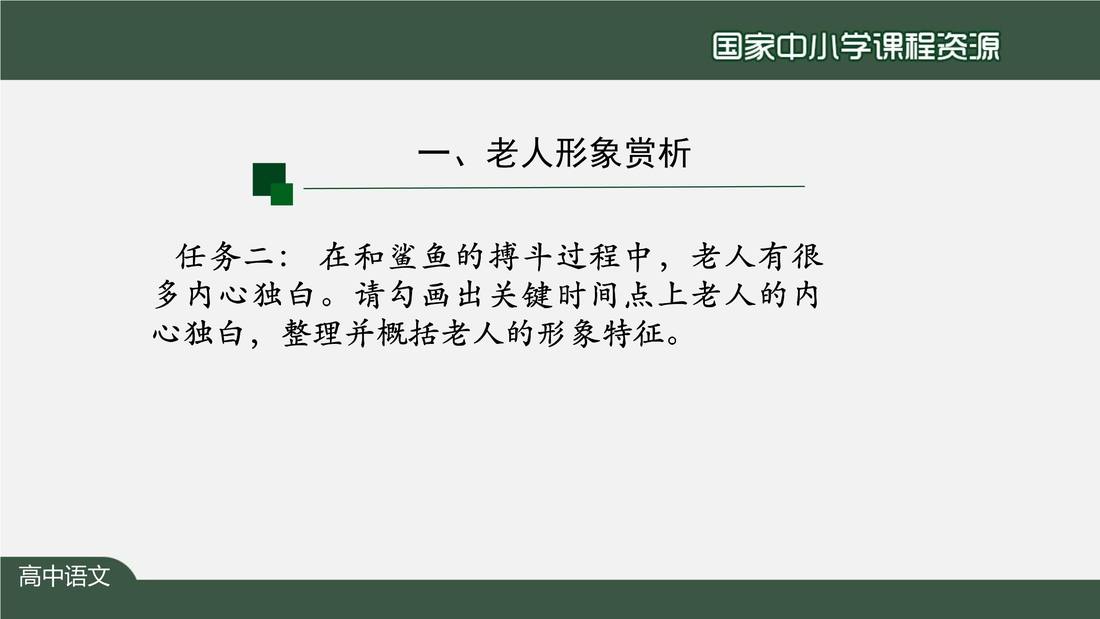 国家中小学课程资源
一、老人形象赏析
任务二： 在和鲨鱼的搏斗过程中，老人有很
多内心独白。请勾画出关键时间点上老人的内
心独白，整理并概括老人的形象特征。
高中语文